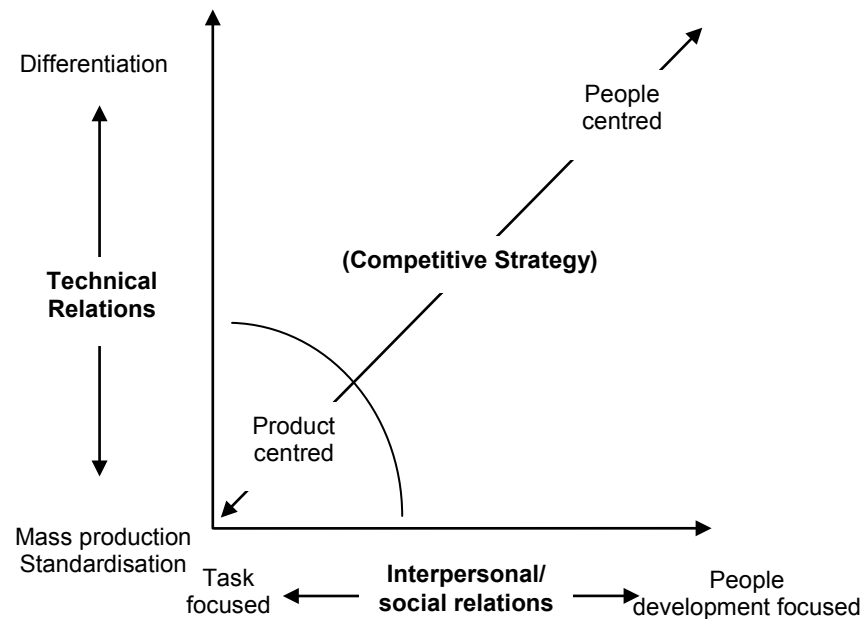 Differentiation
People
centred
(Competitive Strategy)
Technical
Relations
Product
centred
Mass production
Standardisation
Task
focused
Interpersonal/
social relations
People
development focused